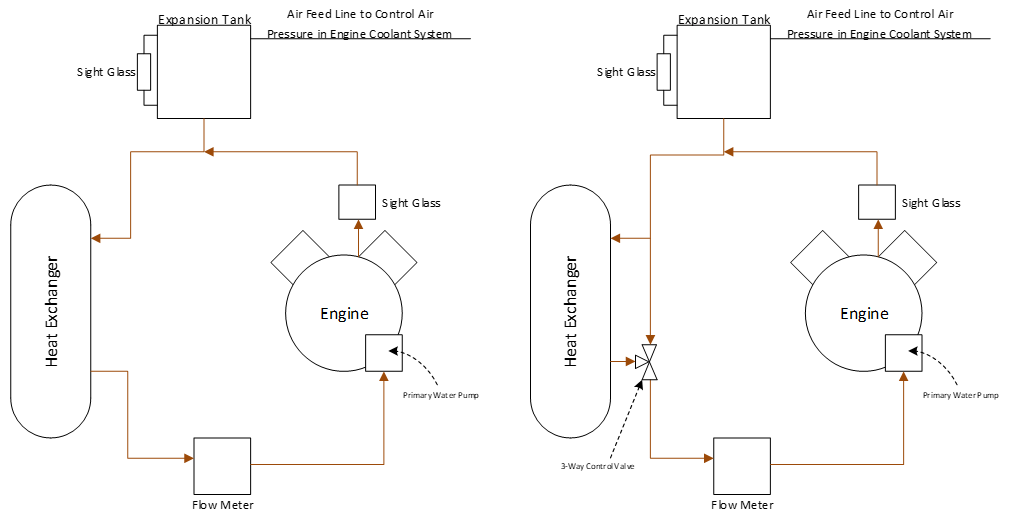 Expansion Tank
Air Feed Line to Control Air
Pressure in Engine Coolant System
Sight Glass
Sight Glass
Heat Exchanger
Engine
Primary Water Pump
Flow Meter
Expansion Tank
Air Feed Line to Control Air
Pressure in Engine Coolant System
Sight Glass
Sight Glass
Heat Exchanger
Engine
Primary Water Pump
3-Way Control Valve
Flow Meter